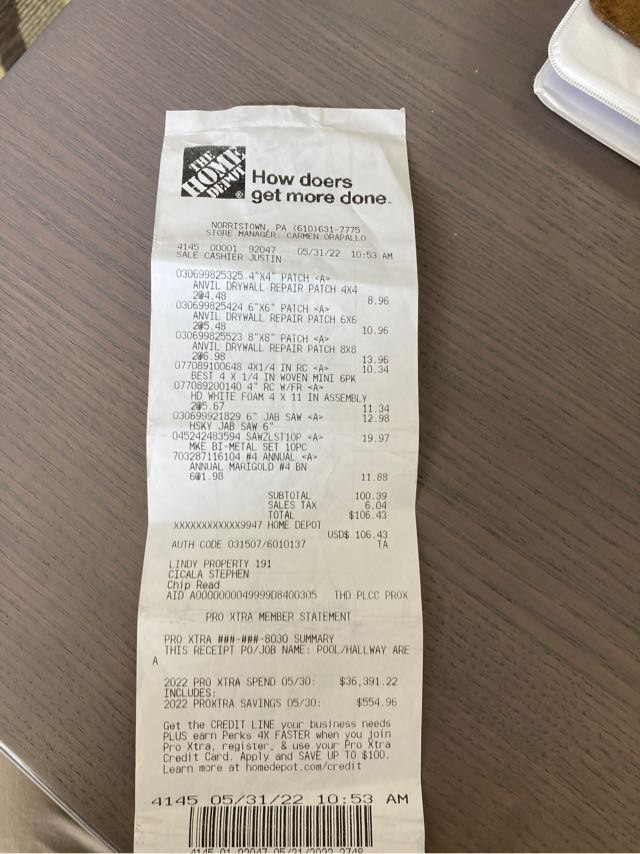 THE
HOME
DEPOT
How doers
get more done.
NORRISTOWN, PA (610)631-7775
STORE MANAGER: CARMEN ORAPALLO
4145 00001 92047 05/31/22 10:53 AM
SALE CASHIER JUSTIN
030699825325 4"X4" PATCH <A>
ANVIL DRYWALL REPAIR PATCH 4X4
2@4.48 8.96
030699825424 6"X6" PATCH <A>
ANVIL DRYWALL REPAIR PATCH 6X6
2@5.48 10.96
030699825523 8"X8" PATCH <A>
ANVIL DRYWALL REPAIR PATCH 8X8
2@6.98 13.96
077089100648 4X1/4 IN RC <A> 10.34
BEST 4 X 1/4 IN WOVEN MINI 6PK
077089200140 4" RC W/FR <A>
HD WHITE FOAM 4 X 11 IN ASSEMBLY
2@5.67 11.34
030699921829 6" JAB SAW <A> 12.98
HSKY JAB SAW 6"
045242483594 SAWZLST10P <A> 19.97
MKE BI-METAL SET 10PC
703287116104 #4 ANNUAL <A>
ANNUAL MARIGOLD #4 BN
6@1.98 11.88
SUBTOTAL 100.39
SALES TAX 6.04
TOTAL $106.43
XXXXXXXXXXXX9947 HOME DEPOT
USD$ 106.43
AUTH CODE 031507/6010137 TA
LINDY PROPERTY 191
CICALA STEPHEN
Chip Read
AID A0000000049999D8400305 THD PLCC PROX
PRO XTRA MEMBER STATEMENT
PRO XTRA ###-###-8030 SUMMARY
THIS RECEIPT PO/JOB NAME: POOL/HALLWAY ARE
A
2022 PRO XTRA SPEND 05/30: $36,391.22
INCLUDES:
2022 PROXTRA SAVINGS 05/30: $554.96
Get the CREDIT LINE your business needs
PLUS earn Perks 4X FASTER when you join
Pro Xtra, register, & use your Pro Xtra
Credit Card. Apply and SAVE UP TO $100.
Learn more at homedepot.com/credit
4145 05/31/22 10:53 AM
4145 01 92047 05/31/2022 2748